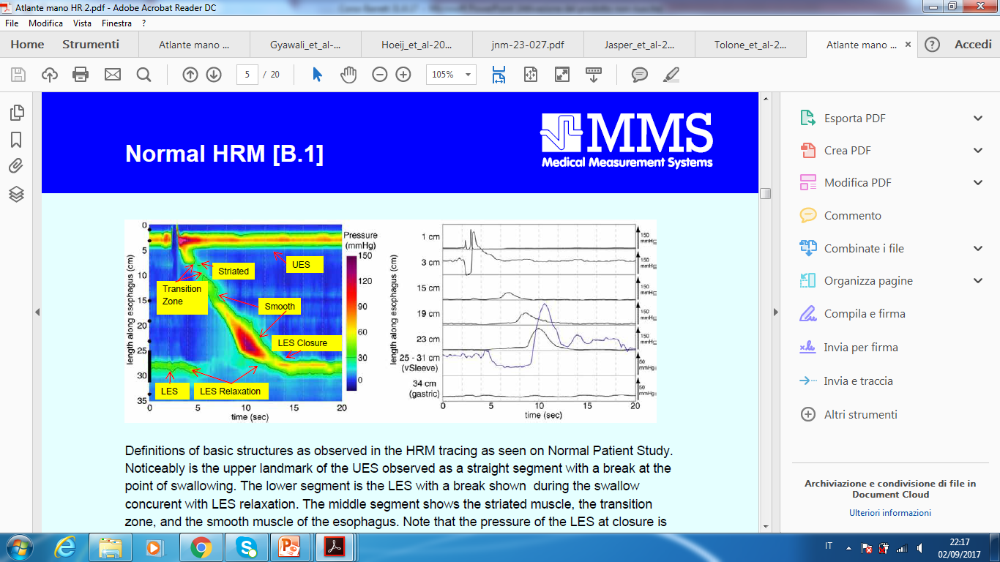 Atlante mano HR 2.pdf - Adobe Acrobat Reader DC
File Modifica Vista Finestra ?
Home Strumenti Atlante mano ... Gyawali_et_al-... Hoeij_et_al-20... jnm-23-027.pdf Jasper_et_al-2... Tolone_et_al-2... Atlante mano ... × ? Accedi
5 / 20 105%
Normal HRM [B.1]
MMS
Medical Measurement Systems
0
5
10
15
20
25
30
35
length along esophagus (cm)
0 5 10 15 20
time (sec)
UES
Striated
Transition
Zone
Smooth
LES Closure
LES
LES Relaxation
Pressure
(mmHg)
150
120
90
60
30
0
length along esophagus (cm)
1 cm
3 cm
15 cm
19 cm
23 cm
25 - 31 cm
(vSleeve)
34 cm
(gastric)
0 5 10 15 20
time (sec)
150
mmHg
150
mmHg
150
mmHg
150
mmHg
150
mmHg
50
mmHg
50
mmHg
Definitions of basic structures as observed in the HRM tracing as seen on Normal Patient Study.
Noticeably is the upper landmark of the UES observed as a straight segment with a break at the
point of swallowing. The lower segment is the LES with a break shown during the swallow
concurent with LES relaxation. The middle segment shows the striated muscle, the transition
zone, and the smooth muscle of the esophagus. Note that the pressure of the LES at closure is
Esporta PDF
Crea PDF
Modifica PDF
Commento
Combinate i file
Organizza pagine
Compila e firma
Invia per firma
Invia e traccia
Altri strumenti
Archiviazione e condivisione di file in
Document Cloud
Ulteriori informazioni
IT
22:17
02/09/2017